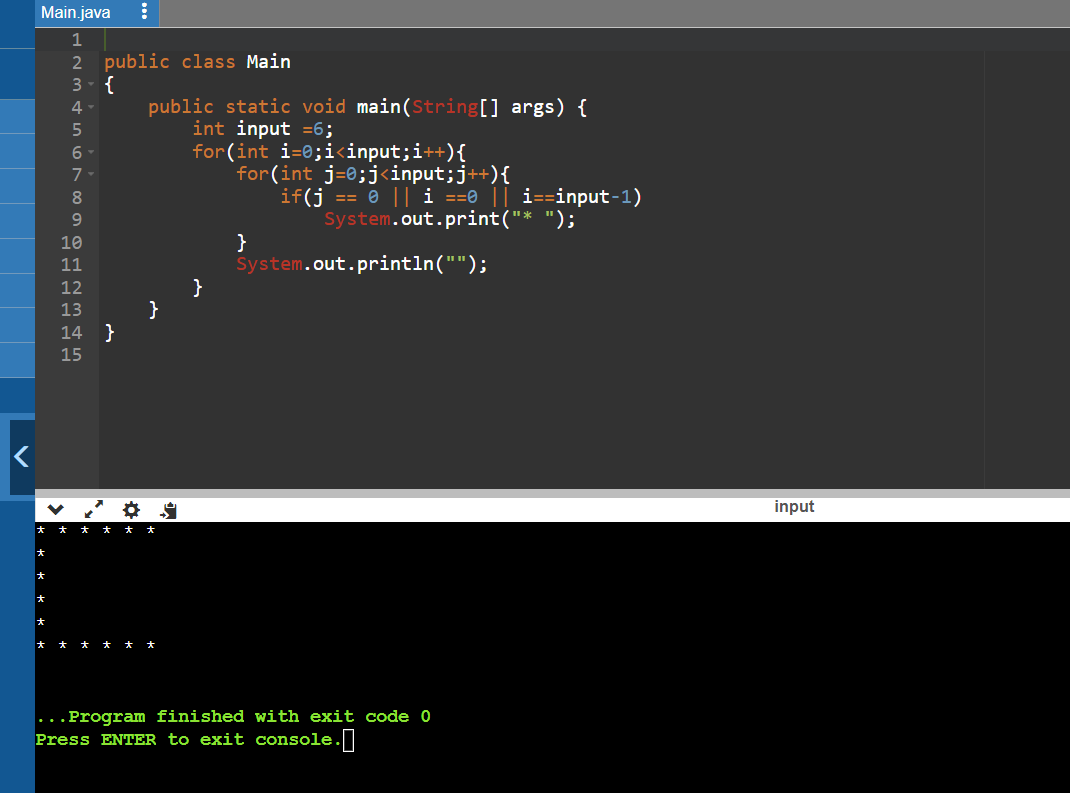 Main.java
1
2 public class Main
3 {
4     public static void main(String[] args) {
5         int input =6;
6         for(int i=0;i<input;i++){
7             for(int j=0;j<input;j++){
8                 if(j == 0 || i ==0 || i==input-1)
9                     System.out.print("* ");
10             }
11             System.out.println("");
12         }
13     }
14 }
15
input
* * * * * *
*
*
*
*
* * * * * *
...Program finished with exit code 0
Press ENTER to exit console.